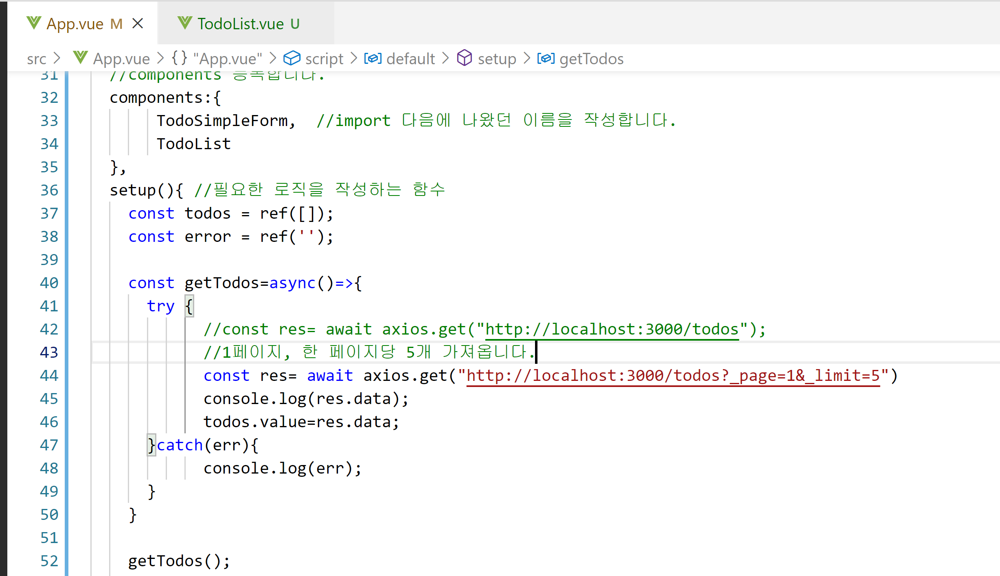 App.vue M
TodoList.vue U
src > App.vue > {} "App.vue" > script > default > setup > getTodos
31 //components 등록합니다.
32 components:{
33 TodoSimpleForm, //import 다음에 나왔던 이름을 작성합니다.
34 TodoList
35 },
36 setup(){ //필요한 로직을 작성하는 함수
37 const todos = ref([]);
38 const error = ref('');
39
40 const getTodos=async()=>{
41 try {
42 //const res= await axios.get("http://localhost:3000/todos");
43 //1페이지, 한 페이지당 5개 가져옵니다.
44 const res= await axios.get("http://localhost:3000/todos?_page=1&_limit=5")
45 console.log(res.data);
46 todos.value=res.data;
47 }catch(err){
48 console.log(err);
49 }
50 }
51
52 getTodos();